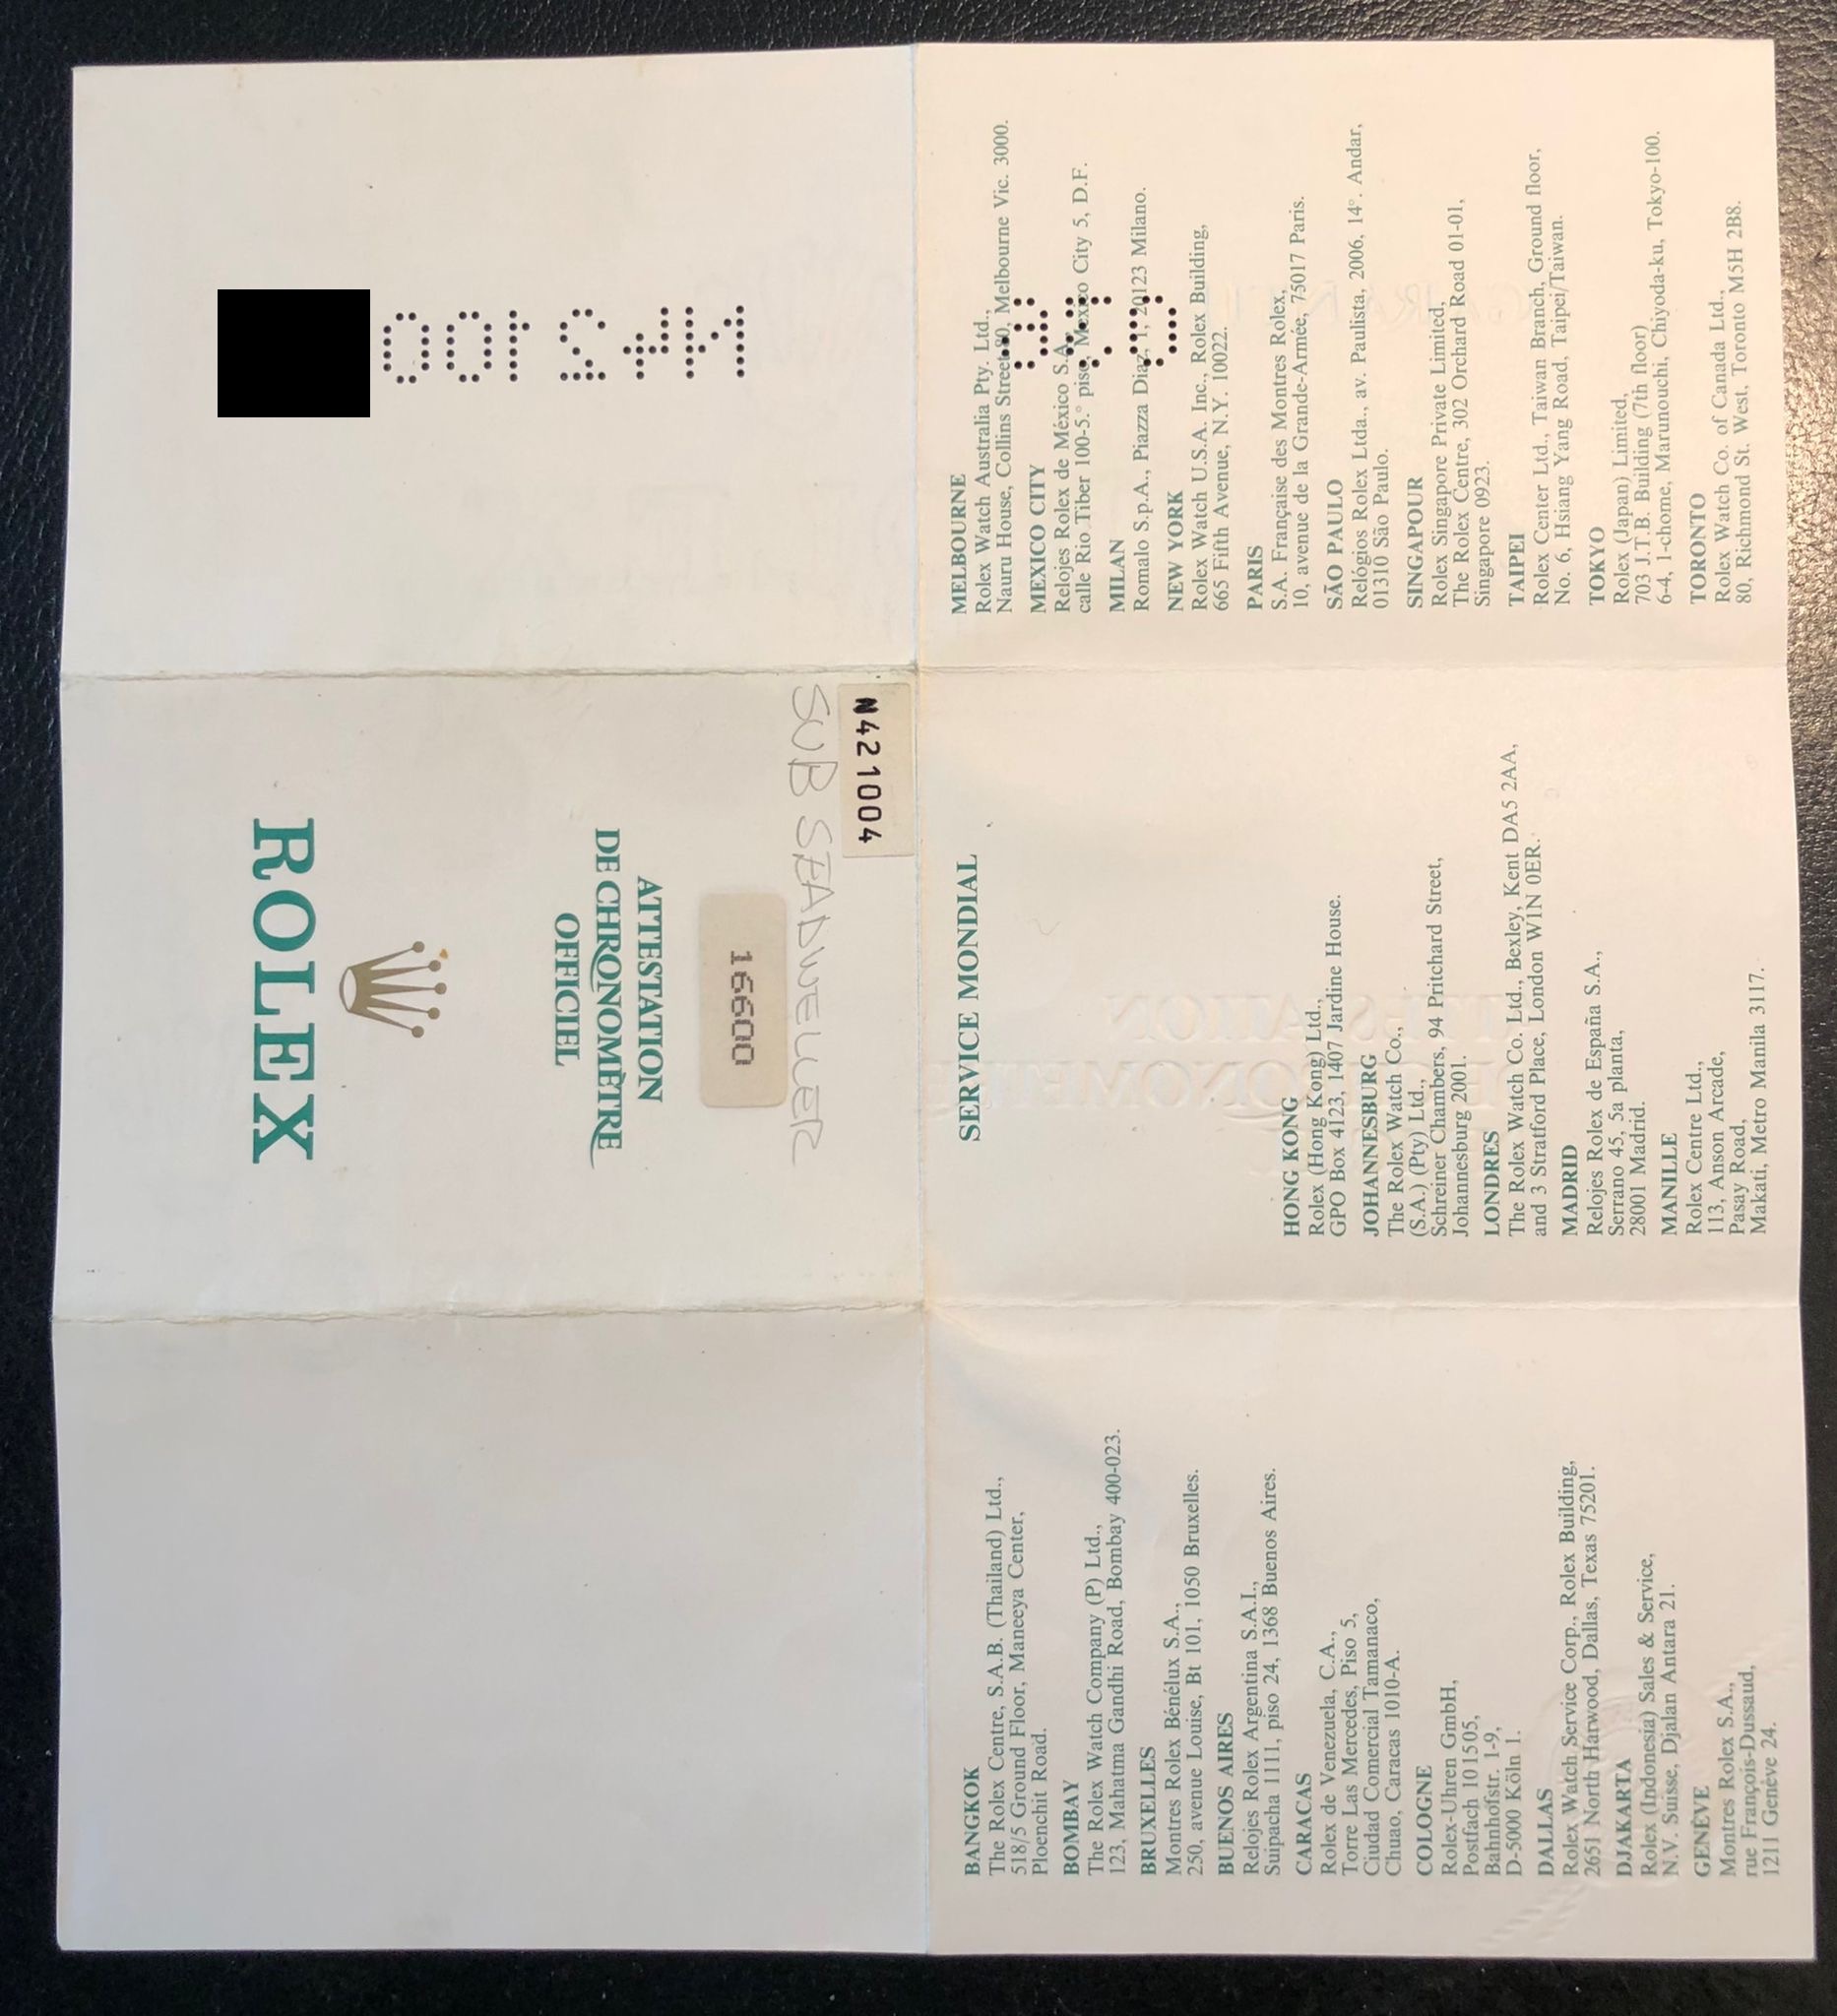 N421004
SUB SEADWELLER
16600
ATTESTATION
DE CHRONOMÈTRE
OFFICIEL
ROLEX
N42100
SERVICE MONDIAL
BANGKOK
The Rolex Centre, S.A.B. (Thailand) Ltd.,
518/5 Ground Floor, Maneeya Center,
Ploenchit Road.
BOMBAY
The Rolex Watch Company (P) Ltd.,
123, Mahatma Gandhi Road, Bombay 400-023.
BRUXELLES
Montres Rolex Bénélux S.A.,
250, avenue Louise, Bt 101, 1050 Bruxelles.
BUENOS AIRES
Relojes Rolex Argentina S.A.I.,
Suipacha 1111, piso 24, 1368 Buenos Aires.
CARACAS
Rolex de Venezuela, C.A.,
Torre Las Mercedes, Piso 5,
Ciudad Comercial Tamanaco,
Chuao, Caracas 1010-A.
COLOGNE
Rolex-Uhren GmbH,
Postfach 10 15 05,
Bahnhofstr. 1-9,
D-5000 Köln 1.
DALLAS
Rolex Watch Service Corp., Rolex Building,
2651 North Harwood, Dallas, Texas 75201.
DJAKARTA
Rolex (Indonesia) Sales & Service,
N.V. Suisse, Djalan Antara 21.
GENÈVE
Montres Rolex S.A.,
rue François-Dussaud,
1211 Genève 24.
HONG KONG
Rolex (Hong Kong) Ltd.,
GPO Box 4123, 1407 Jardine House.
JOHANNESBURG
The Rolex Watch Co.,
(S.A.) (Pty) Ltd.,
Schreiner Chambers, 94 Pritchard Street,
Johannesburg 2001.
LONDRES
The Rolex Watch Co. Ltd., Bexley, Kent DA5 2AA,
and 3 Stratford Place, London W1N 0ER.
MADRID
Relojes Rolex de España S.A.,
Serrano 45, 5a planta,
28001 Madrid.
MANILLE
Rolex Centre Ltd.,
113, Anson Arcade,
Pasay Road,
Makati, Metro Manila 3117.
MELBOURNE
Rolex Watch Australia Pty. Ltd.,
Nauru House, Collins Street 80, Melbourne Vic. 3000.
MEXICO CITY
Relojes Rolex de México S.A.,
calle Rio Tiber 100-5.° piso, Mexico City 5, D.F.
MILAN
Romalo S.p.A., Piazza Diaz, 1, 20123 Milano.
NEW YORK
Rolex Watch U.S.A. Inc., Rolex Building,
665 Fifth Avenue, N.Y. 10022.
PARIS
S.A. Française des Montres Rolex,
10, avenue de la Grande-Armée, 75017 Paris.
SÃO PAULO
Relógios Rolex Ltda., av. Paulista, 2006, 14°. Andar,
01310 São Paulo.
SINGAPOUR
Rolex Singapore Private Limited,
The Rolex Centre, 302 Orchard Road 01-01,
Singapore 0923.
TAIPEI
Rolex Center Ltd., Taiwan Branch, Ground floor,
No. 6, Hsiang Yang Road, Taipei/Taiwan.
TOKYO
Rolex (Japan) Limited,
703 J.T.B. Building (7th floor)
6-4, 1-chome, Marunouchi, Chiyoda-ku, Tokyo-100.
TORONTO
Rolex Watch Co. of Canada Ltd.,
80, Richmond St. West, Toronto M5H 2B8.